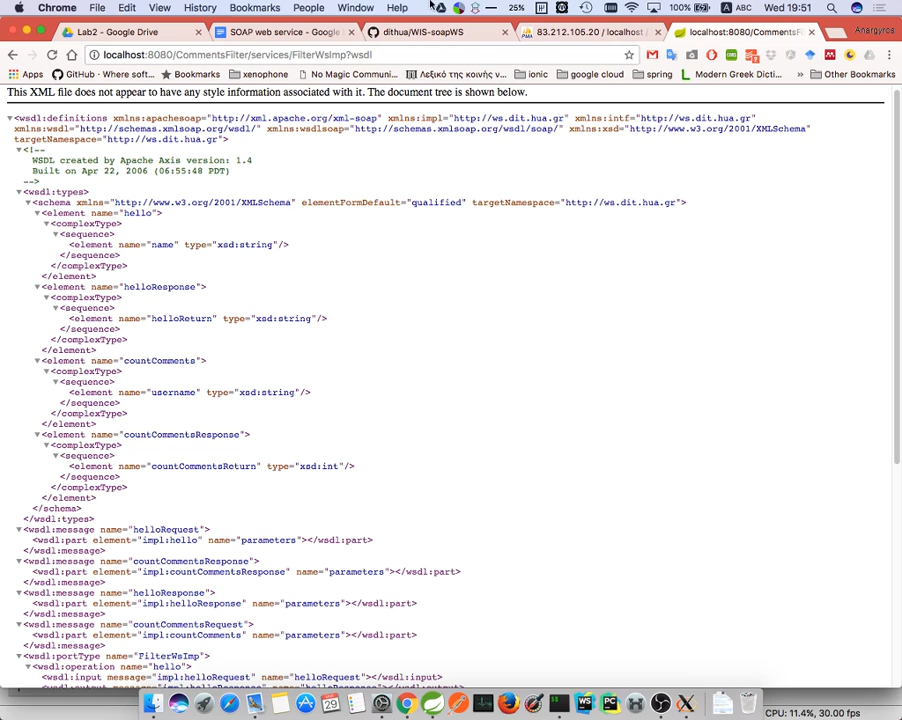 Chrome File Edit View History Bookmarks People Window Help 25% 100% ABC Wed 19:51
Lab2 - Google Drive × SOAP web service - Google × dithua/WIS-soapWS × 83.212.105.20 / localhost / × localhost:8080/CommentsF × Anargyros
localhost:8080/CommentsFilter/services/FilterWsImp?wsdl
Apps GitHub - Where soft... Bookmarks xenophone No Magic Communi... Λεξικό της κοινής ν... ionic google cloud spring Modern Greek Dict... >> Other Bookmarks
This XML file does not appear to have any style information associated with it. The document tree is shown below.
▼<wsdl:definitions xmlns:apachesoap="http://xml.apache.org/xml-soap" xmlns:impl="http://ws.dit.hua.gr" xmlns:intf="http://ws.dit.hua.gr"
xmlns:wsdl="http://schemas.xmlsoap.org/wsdl/" xmlns:wsdlsoap="http://schemas.xmlsoap.org/wsdl/soap/" xmlns:xsd="http://www.w3.org/2001/XMLSchema"
targetNamespace="http://ws.dit.hua.gr">
▼<!--
WSDL created by Apache Axis version: 1.4
Built on Apr 22, 2006 (06:55:48 PDT)
-->
▼<wsdl:types>
▼<schema xmlns="http://www.w3.org/2001/XMLSchema" elementFormDefault="qualified" targetNamespace="http://ws.dit.hua.gr">
▼<element name="hello">
▼<complexType>
▼<sequence>
<element name="name" type="xsd:string"/>
</sequence>
</complexType>
</element>
▼<element name="helloResponse">
▼<complexType>
▼<sequence>
<element name="helloReturn" type="xsd:string"/>
</sequence>
</complexType>
</element>
▼<element name="countComments">
▼<complexType>
▼<sequence>
<element name="username" type="xsd:string"/>
</sequence>
</complexType>
</element>
▼<element name="countCommentsResponse">
▼<complexType>
▼<sequence>
<element name="countCommentsReturn" type="xsd:int"/>
</sequence>
</complexType>
</element>
</schema>
</wsdl:types>
▼<wsdl:message name="helloRequest">
<wsdl:part element="impl:hello" name="parameters"></wsdl:part>
</wsdl:message>
▼<wsdl:message name="countCommentsResponse">
<wsdl:part element="impl:countCommentsResponse" name="parameters"></wsdl:part>
</wsdl:message>
▼<wsdl:message name="helloResponse">
<wsdl:part element="impl:helloResponse" name="parameters"></wsdl:part>
</wsdl:message>
▼<wsdl:message name="countCommentsRequest">
<wsdl:part element="impl:countComments" name="parameters"></wsdl:part>
</wsdl:message>
▼<wsdl:portType name="FilterWsImp">
▼<wsdl:operation name="hello">
<wsdl:input message="impl:helloRequest" name="helloRequest"></wsdl:input>
CPU: 11.4%, 30.00 fps